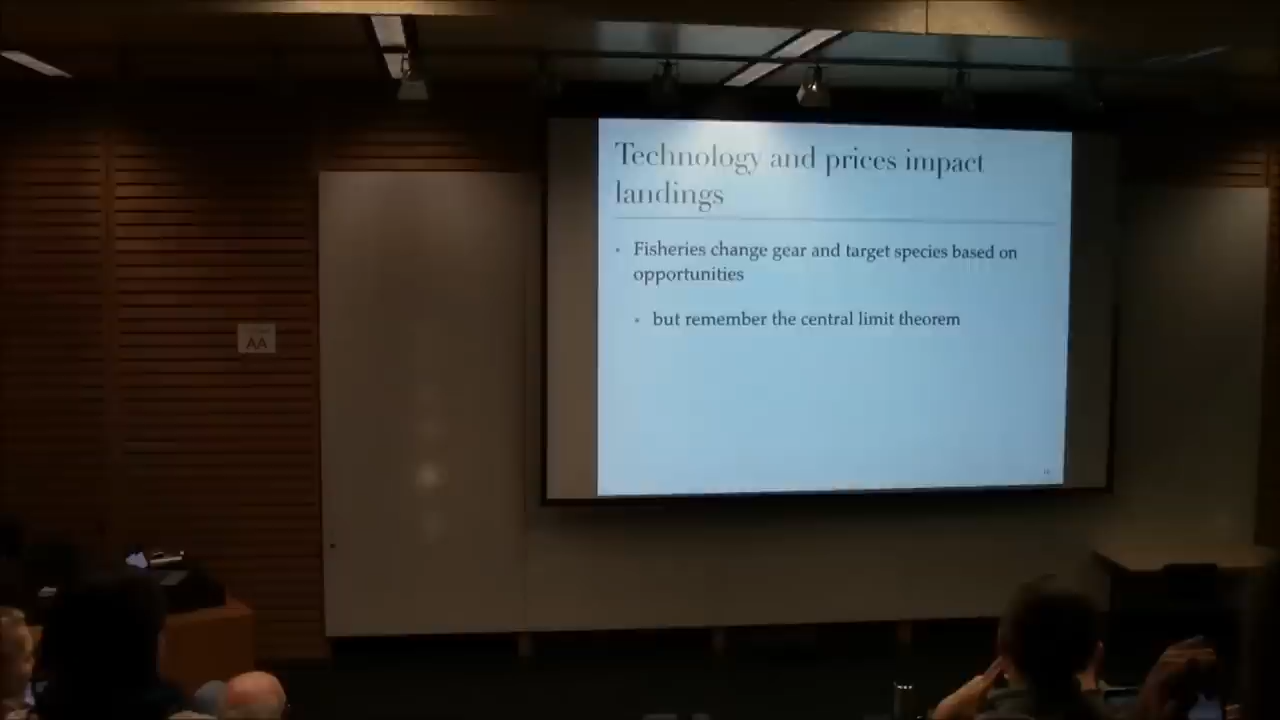 Technology and prices impact
landings
Fisheries change gear and target species based on
opportunities
but remember the central limit theorem
AA